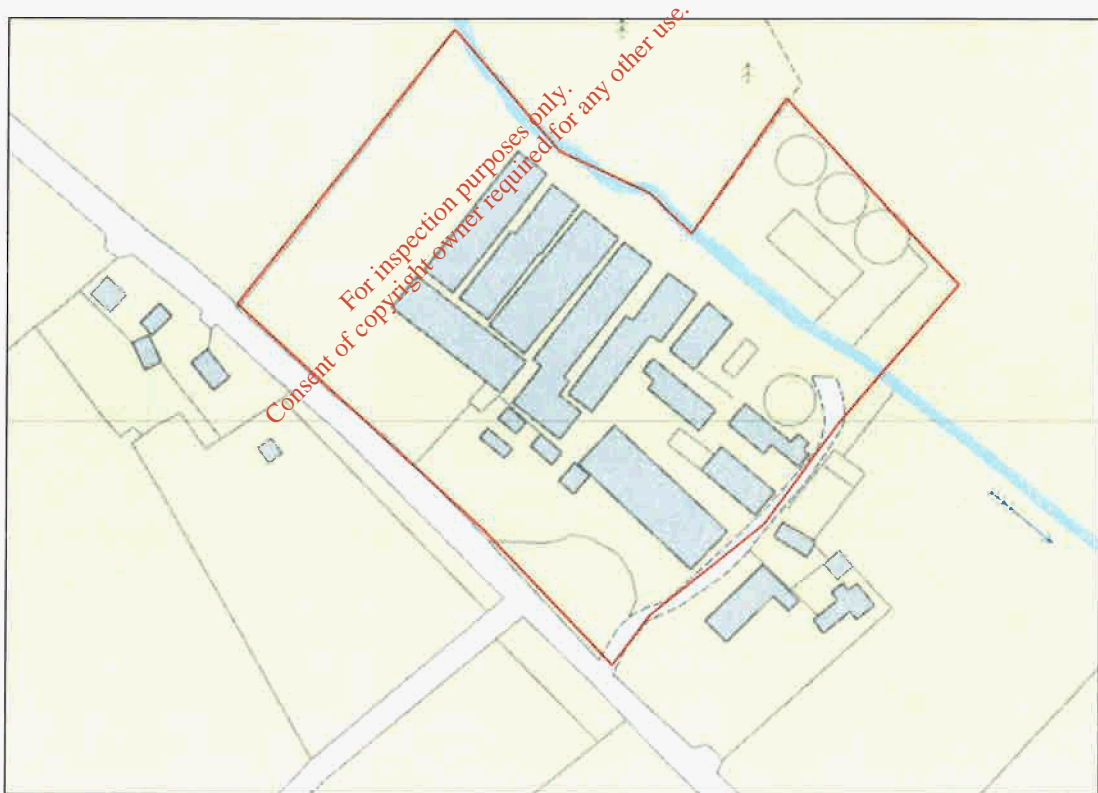 For inspection purposes only.
Consent of copyright owner required for any other use.